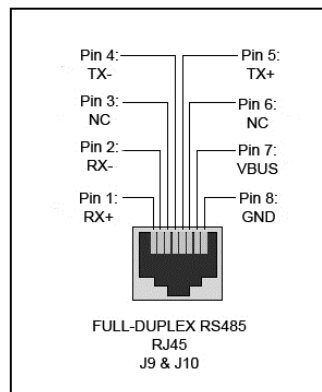 Pin 4:
TX-
Pin 5:
TX+
Pin 3:
NC
Pin 6:
NC
Pin 2:
RX-
Pin 7:
VBUS
Pin 1:
RX+
Pin 8:
GND
FULL-DUPLEX RS485
RJ45
J9 & J10